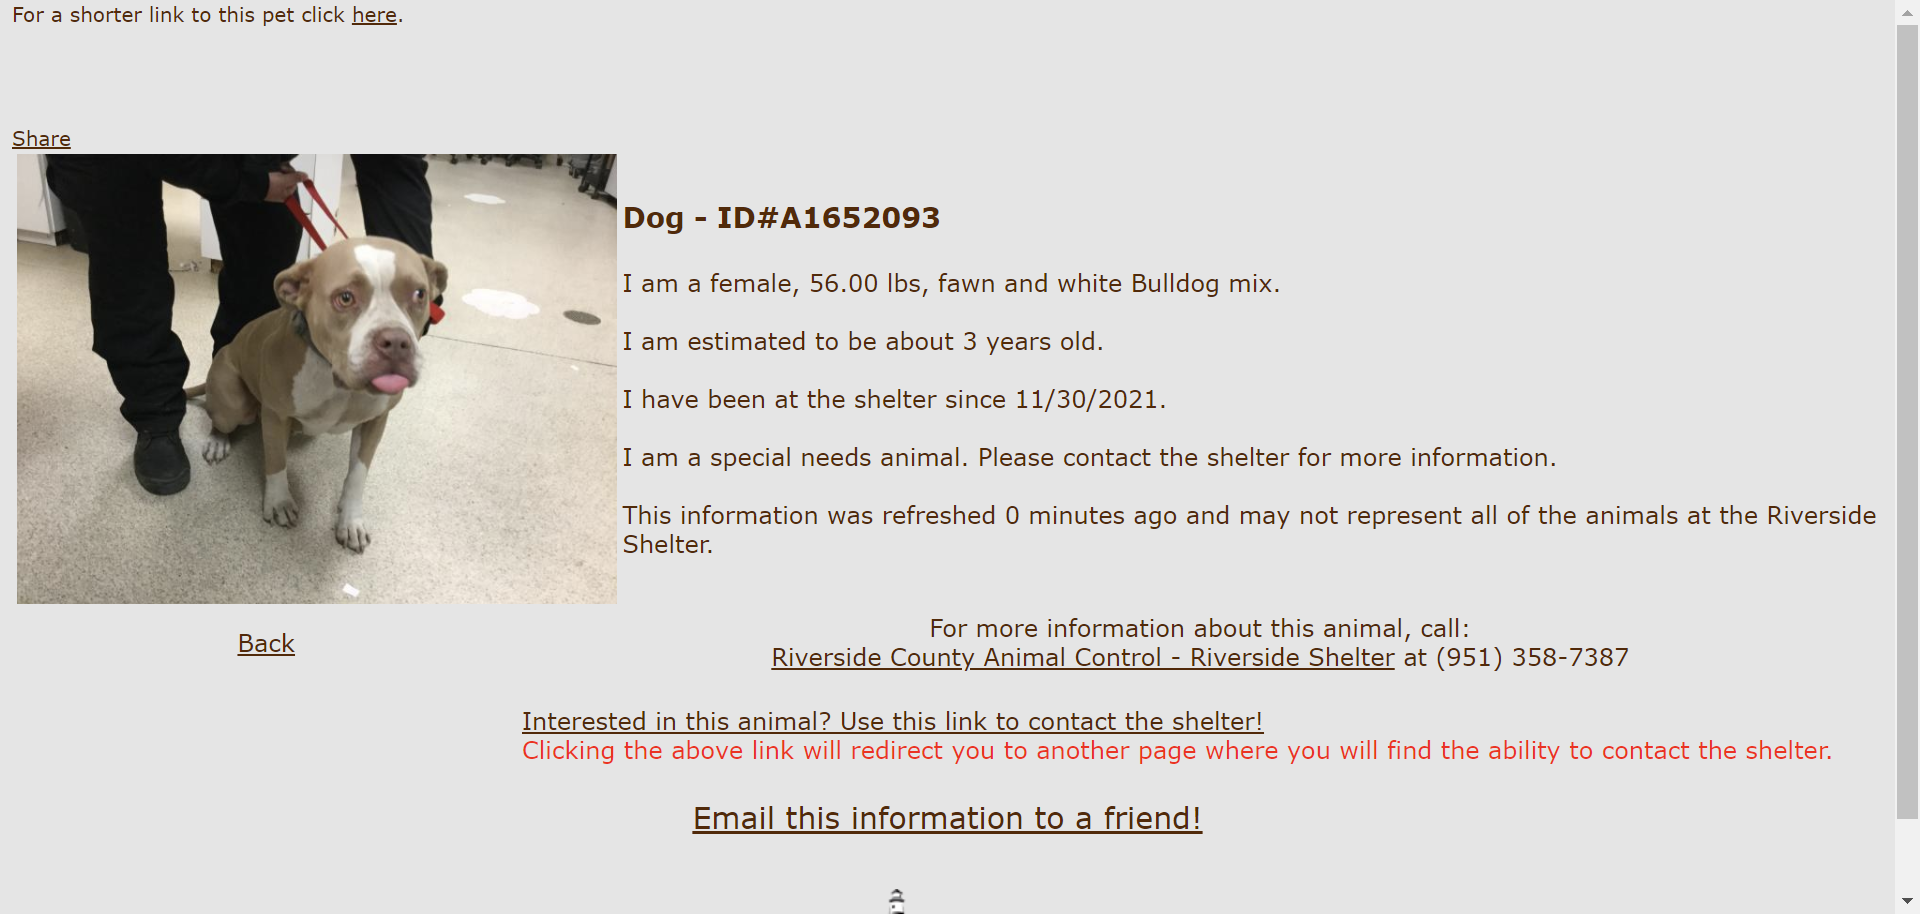 For a shorter link to this pet click here.
Share
Dog - ID#A1652093
I am a female, 56.00 lbs, fawn and white Bulldog mix.
I am estimated to be about 3 years old.
I have been at the shelter since 11/30/2021.
I am a special needs animal. Please contact the shelter for more information.
This information was refreshed 0 minutes ago and may not represent all of the animals at the Riverside
Shelter.
Back
For more information about this animal, call:
Riverside County Animal Control - Riverside Shelter at (951) 358-7387
Interested in this animal? Use this link to contact the shelter!
Clicking the above link will redirect you to another page where you will find the ability to contact the shelter.
Email this information to a friend!